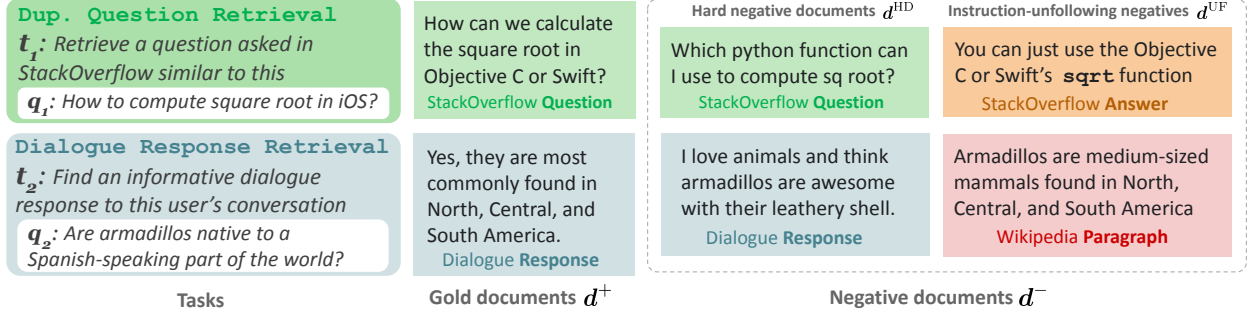 Dup. Question Retrieval
t₁: Retrieve a question asked in
StackOverflow similar to this
q₁: How to compute square root in iOS?
How can we calculate
the square root in
Objective C or Swift?
StackOverflow Question
Hard negative documents d^HD
Which python function can
I use to compute sq root?
StackOverflow Question
Instruction-unfollowing negatives d^UF
You can just use the Objective
C or Swift's sqrt function
StackOverflow Answer
Dialogue Response Retrieval
t₂: Find an informative dialogue
response to this user's conversation
q₂: Are armadillos native to a
Spanish-speaking part of the world?
Yes, they are most
commonly found in
North, Central, and
South America.
Dialogue Response
I love animals and think
armadillos are awesome
with their leathery shell.
Dialogue Response
Armadillos are medium-sized
mammals found in North,
Central, and South America
Wikipedia Paragraph
Tasks
Gold documents d⁺
Negative documents d⁻